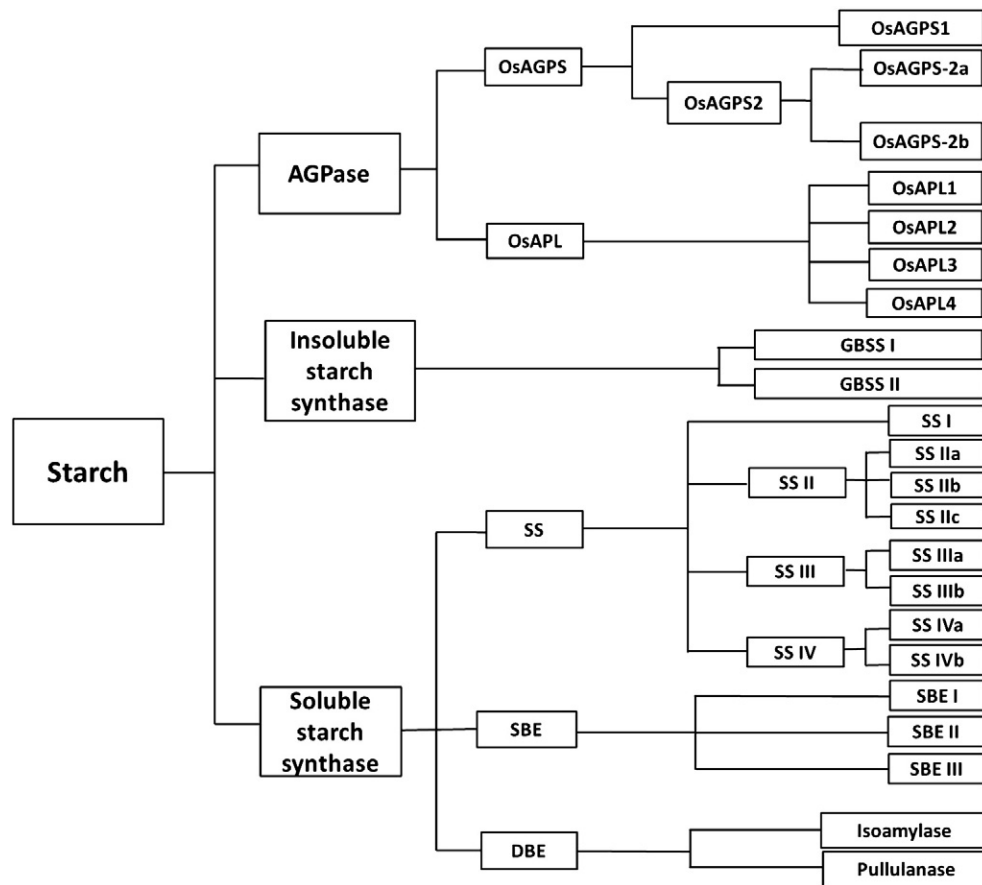 Starch
AGPase
OsAGPS
OsAGPS1
OsAGPS2
OsAGPS-2a
OsAGPS-2b
OsAPL
OsAPL1
OsAPL2
OsAPL3
OsAPL4
Insoluble
starch
synthase
GBSS I
GBSS II
Soluble
starch
synthase
SS
SS I
SS II
SS IIa
SS IIb
SS IIc
SS III
SS IIIa
SS IIIb
SS IV
SS IVa
SS IVb
SBE
SBE I
SBE II
SBE III
DBE
Isoamylase
Pullulanase